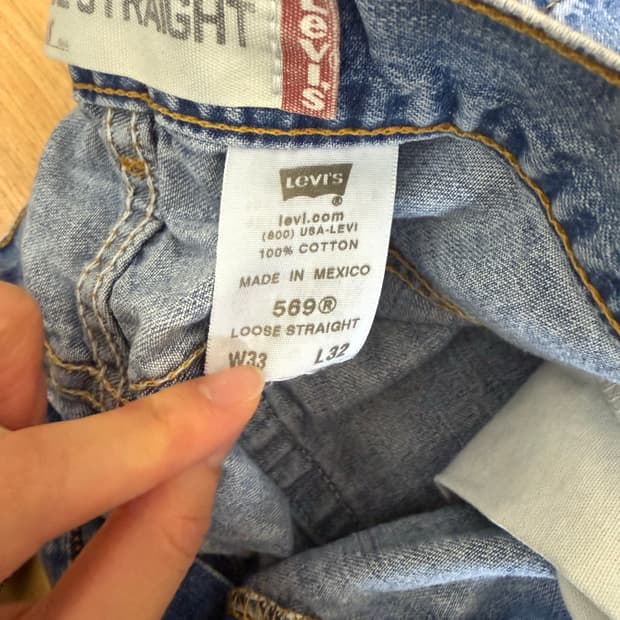 STRAIGHT
LEVI'S
LEVI'S
®
levi.com
(800) USA-LEVI
100% COTTON
MADE IN MEXICO
569®
LOOSE STRAIGHT
W33 L32